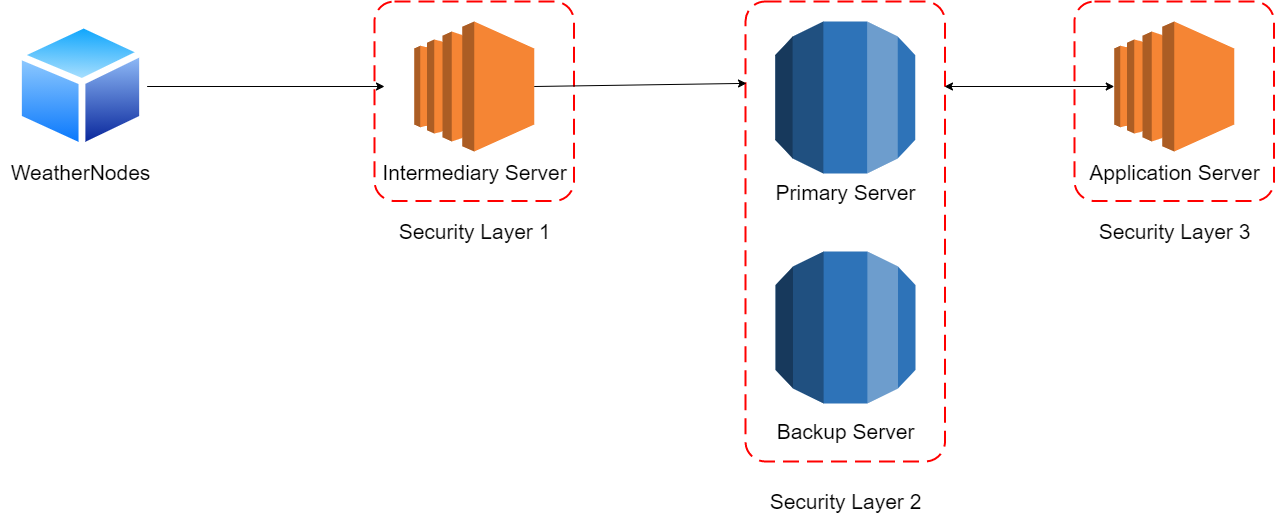 WeatherNodes
Intermediary Server
Security Layer 1
Primary Server
Backup Server
Security Layer 2
Application Server
Security Layer 3